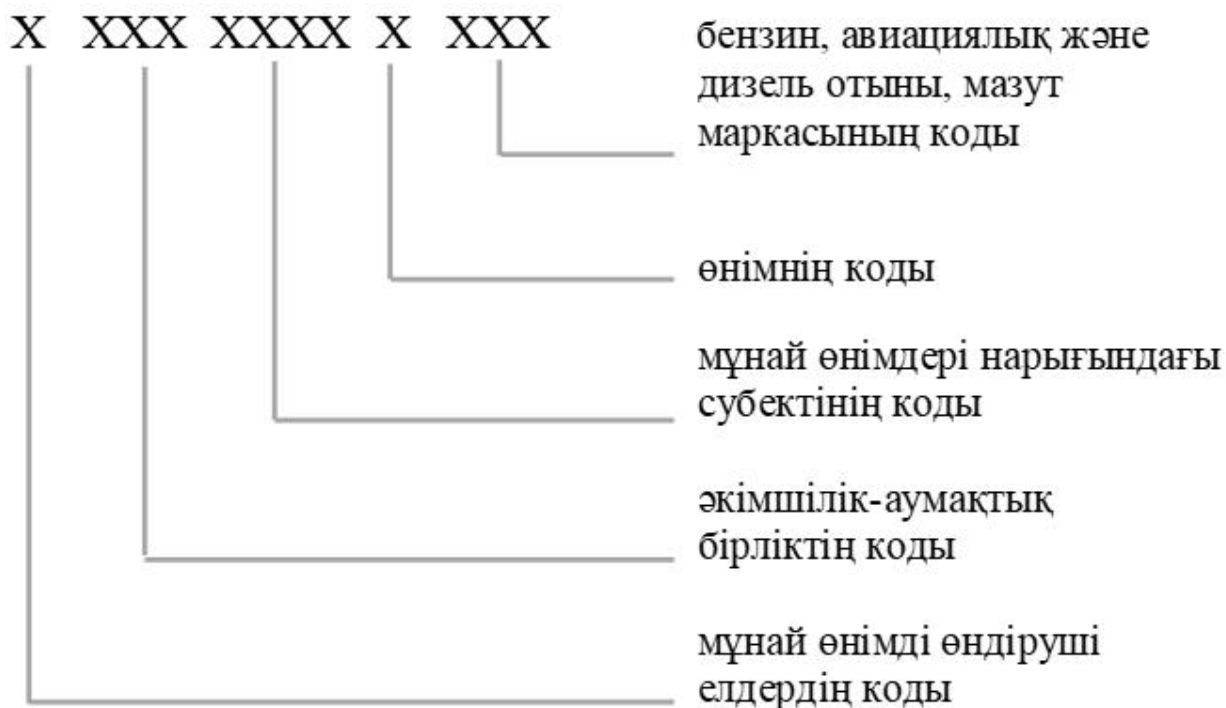 X XXX XXXX X XXX
бензин, авиациялық және
дизель отыны, мазут
маркасының коды
өнімнің коды
мұнай өнімдері нарығындағы
субектінің коды
әкімшілік-аумақтық
бірліктің коды
мұнай өнімді өндіруші
елдердің коды